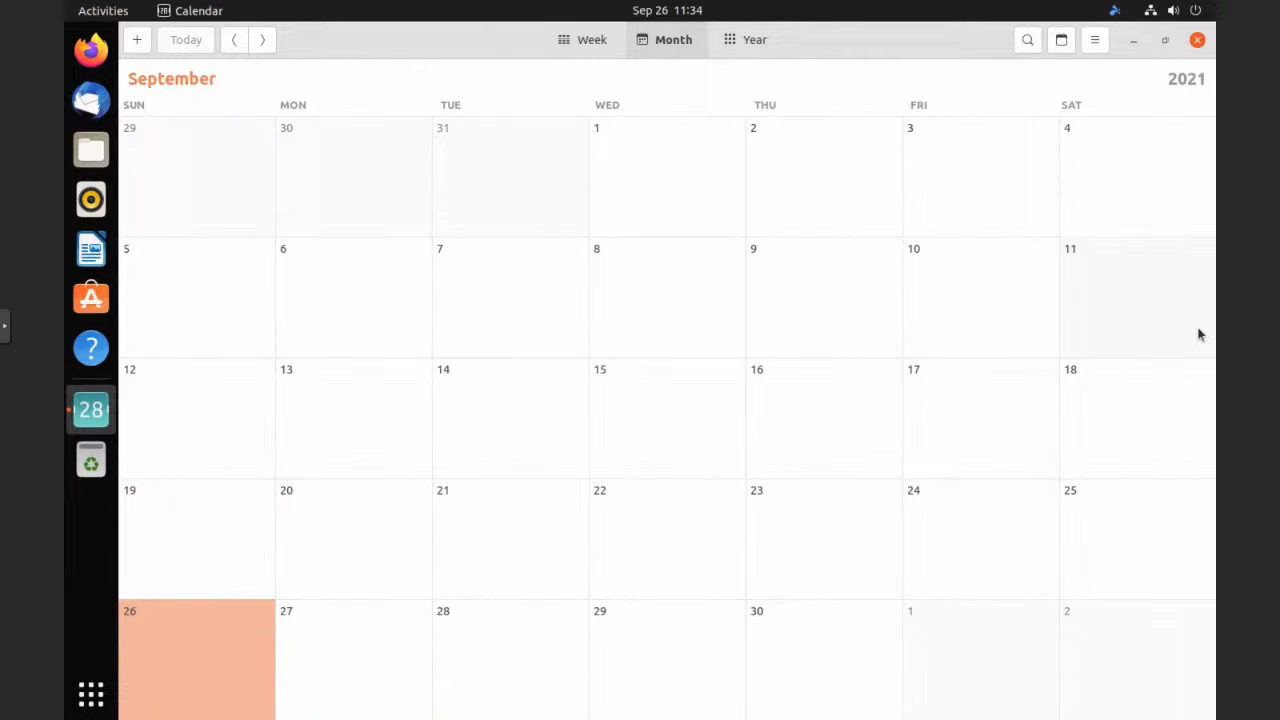 Activities Calendar Sep 26 11:34
Today Week Month Year
September 2021
SUN MON TUE WED THU FRI SAT
29 30 31 1 2 3 4
5 6 7 8 9 10 11
12 13 14 15 16 17 18
19 20 21 22 23 24 25
26 27 28 29 30 1 2
28